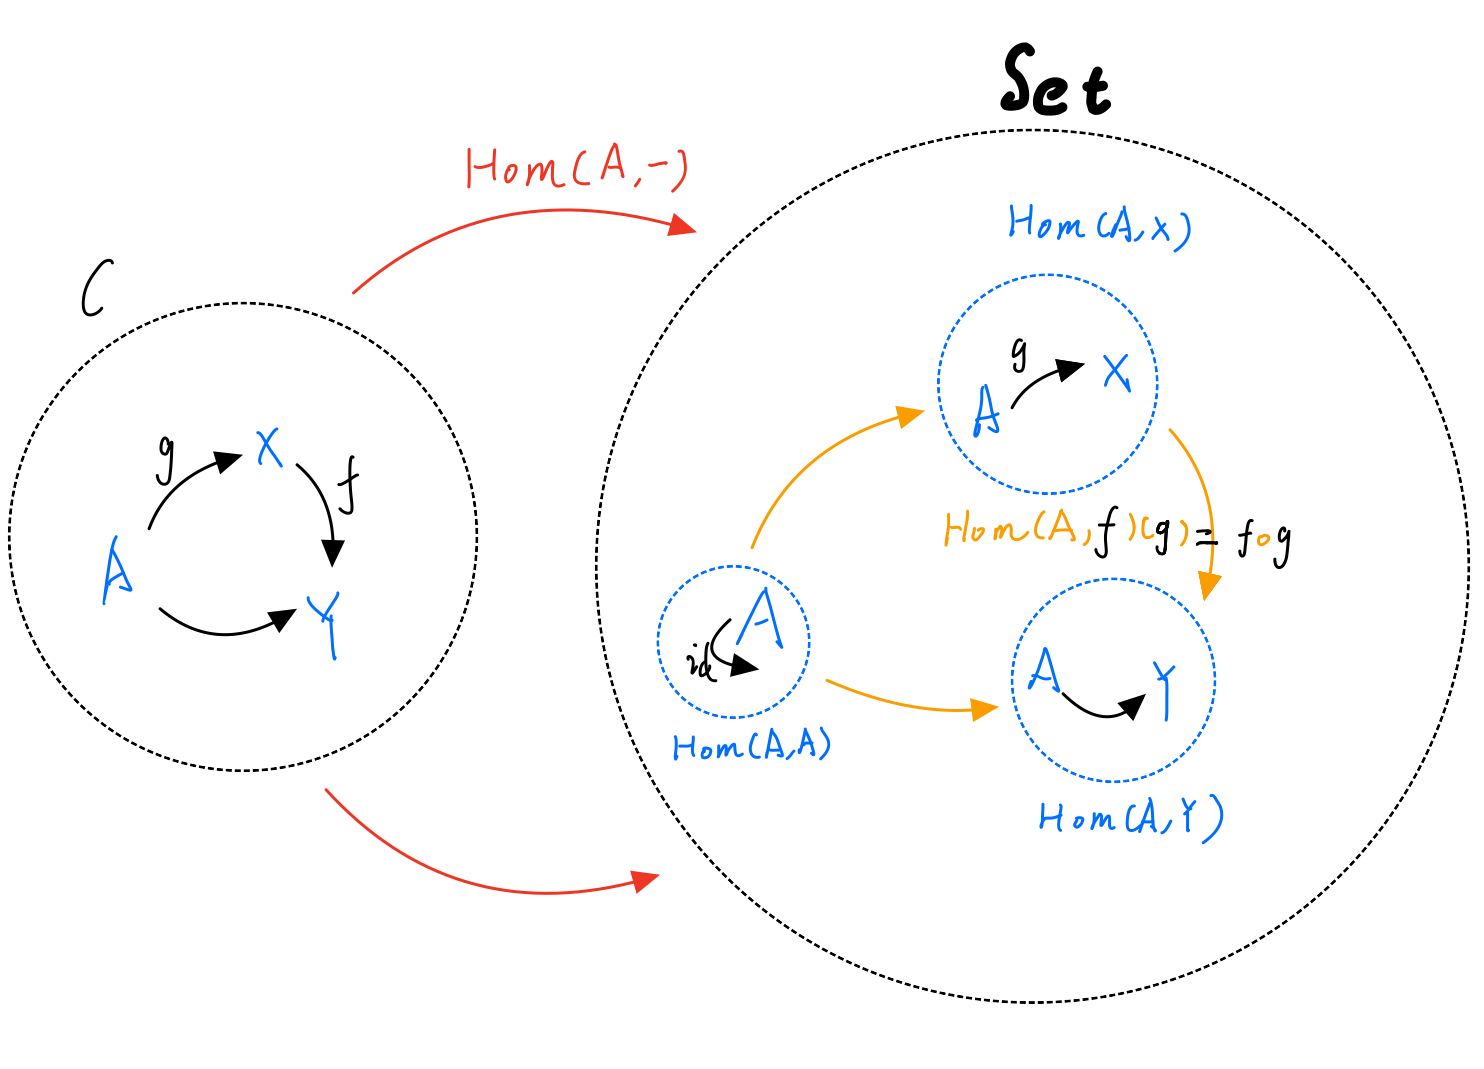 Set
Hom(A,-)
Hom(A,X)
C
g
X
A
g
X
f
Hom(A,f)(g) = f∘g
A
Y
id
A
A
Y
Hom(A,A)
Hom(A,Y)